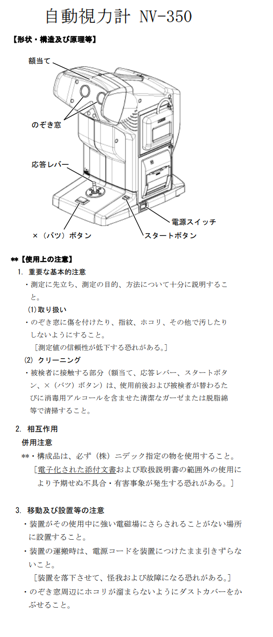 自動視力計 NV-350
【形状・構造及び原理等】
額当て
のぞき窓
応答レバー
電源スイッチ
×（バツ）ボタン
スタートボタン
**【使用上の注意】
1. 重要な基本的注意
・測定に先立ち、測定の目的、方法について十分に説明するこ
と。
(1) 取り扱い
・のぞき窓に傷を付けたり、指紋、ホコリ、その他で汚したり
しないようにすること。
［測定値の信頼性が低下する恐れがある。］
(2) クリーニング
・被検者に接触する部分（額当て、応答レバー、スタートボタ
ン、×（バツ）ボタン）は、使用前後および被検者が替わるた
びに消毒用アルコールを含ませた清潔なガーゼまたは脱脂綿
等で清掃すること。
2. 相互作用
併用注意
**・構成品は、必ず（株）ニデック指定の物を使用すること。
［電子化された添付文書および取扱説明書の範囲外の使用に
より予期せぬ不具合・有害事象が発生する恐れがある。］
3. 移動及び設置等の注意
・装置がその使用中に強い電磁場にさらされることがない場所
に設置すること。
・装置の運搬時は、電源コードを装置につけたまま引きずらな
いこと。
［装置を落下させて、怪我および故障になる恐れがある。］
・のぞき窓周辺にホコリが溜まらないようにダストカバーをか
ぶせること。